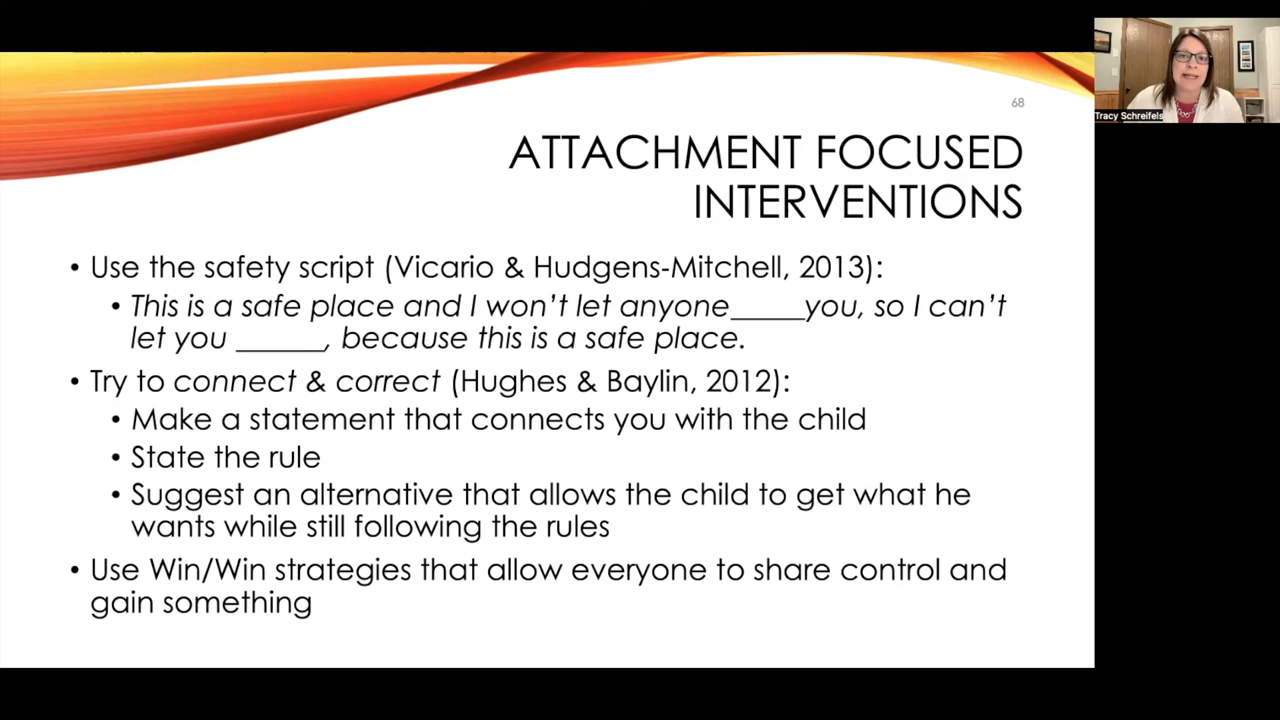 68
ATTACHMENT FOCUSED
INTERVENTIONS
• Use the safety script (Vicario & Hudgens-Mitchell, 2013):
• This is a safe place and I won't let anyone_____you, so I can't
let you ______, because this is a safe place.
• Try to connect & correct (Hughes & Baylin, 2012):
• Make a statement that connects you with the child
• State the rule
• Suggest an alternative that allows the child to get what he
wants while still following the rules
• Use Win/Win strategies that allow everyone to share control and
gain something
Tracy Schreifels